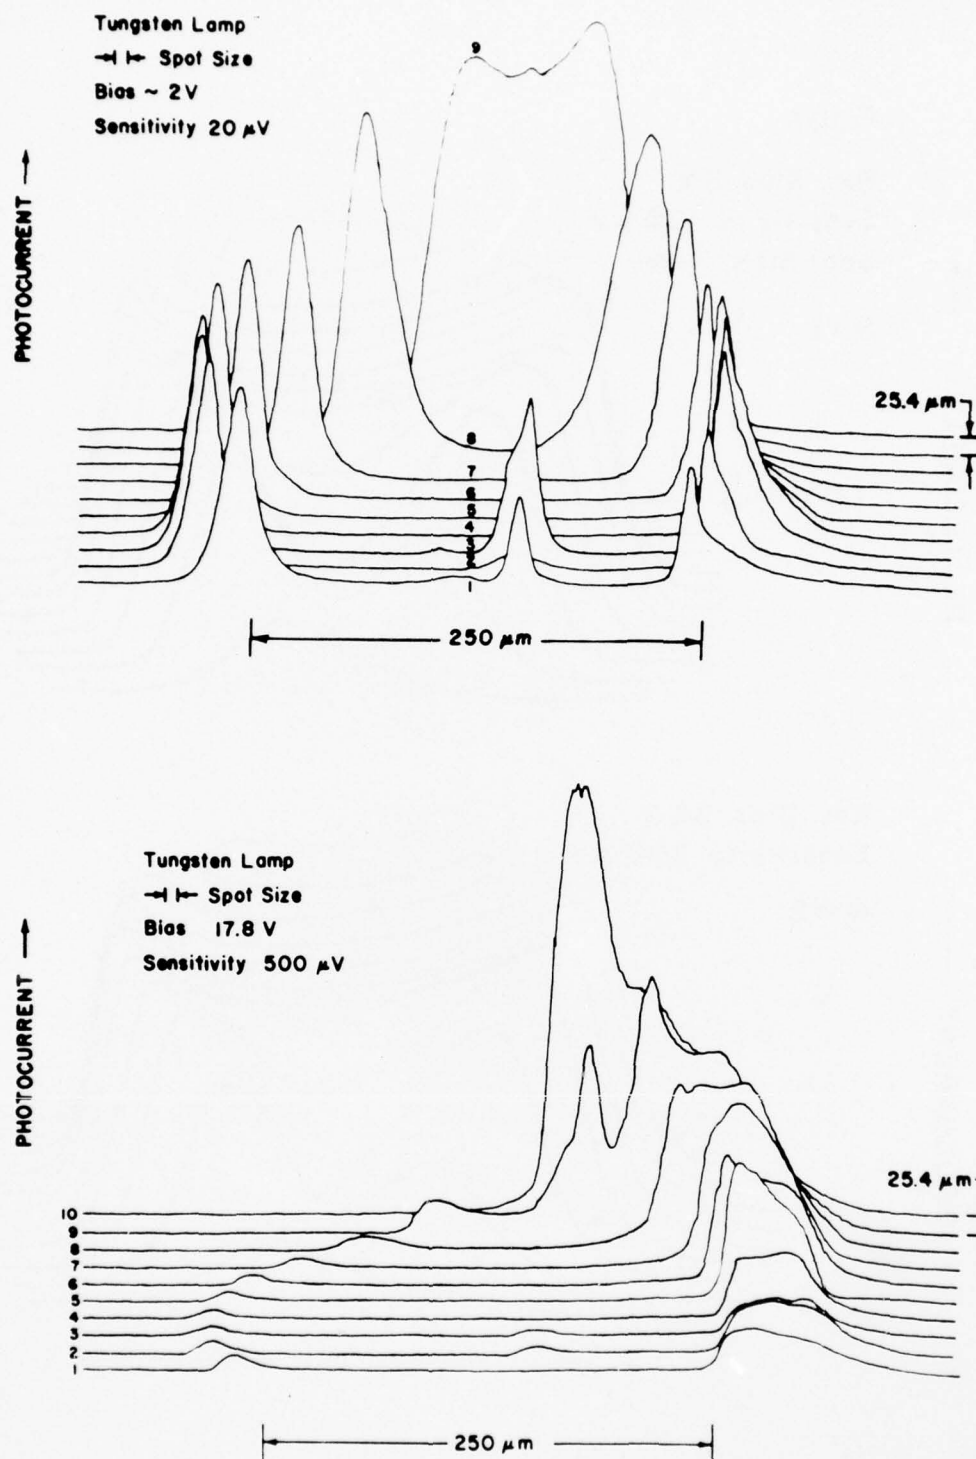 Tungsten Lamp
Spot Size
Bias ~ 2V
Sensitivity 20 μV
PHOTOCURRENT
9
25.4 μm
8
7
6
5
4
3
2
1
250 μm
Tungsten Lamp
Spot Size
Bias 17.8 V
Sensitivity 500 μV
PHOTOCURRENT
25.4 μm
10
9
8
7
6
5
4
3
2
1
250 μm